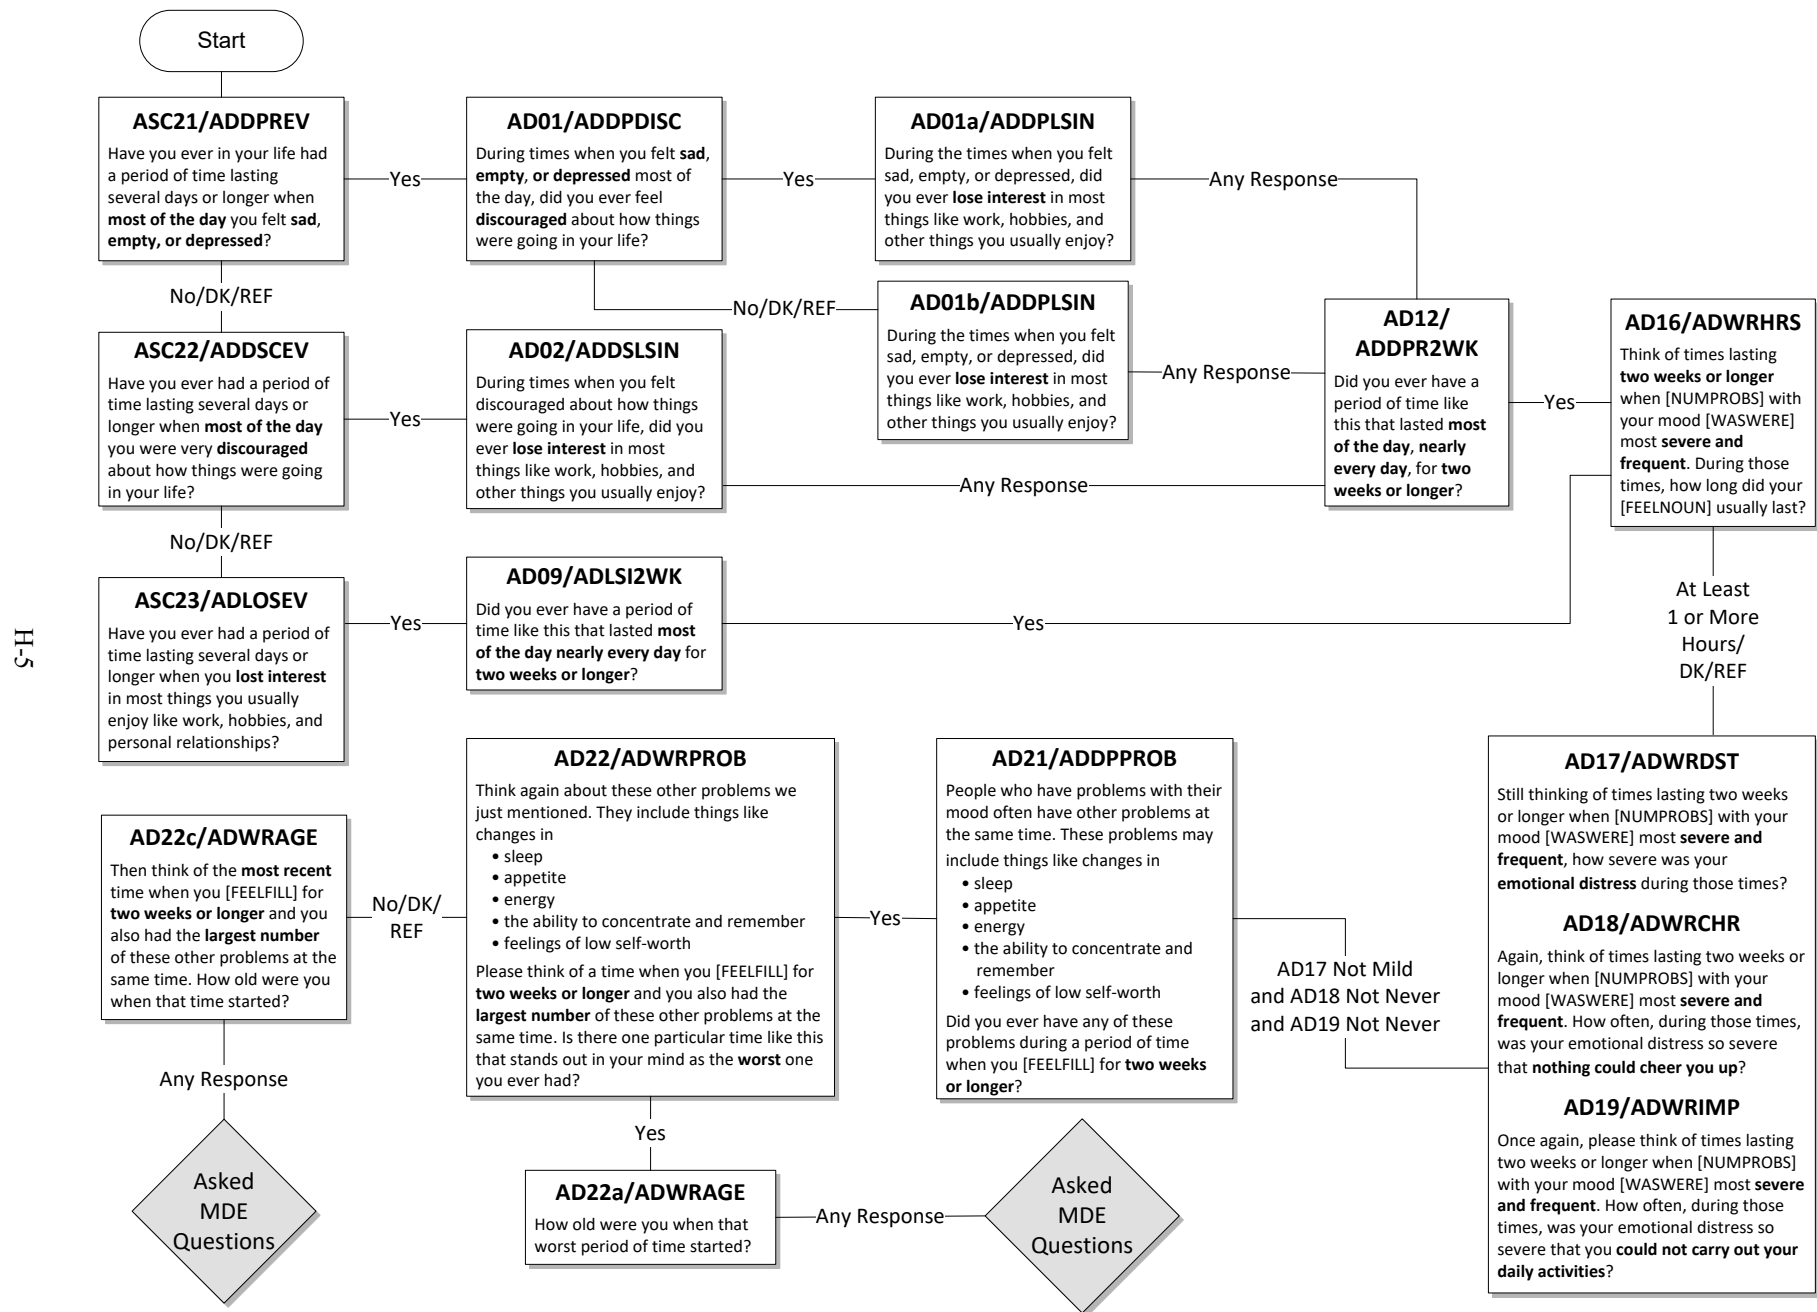 Start
ASC21/ADDPREV
Have you ever in your life had
a period of time lasting
several days or longer when
most of the day you felt sad,
empty, or depressed?
Yes
AD01/ADDPDISC
During times when you felt sad,
empty, or depressed most of
the day, did you ever feel
discouraged about how things
were going in your life?
Yes
AD01a/ADDPLSIN
During the times when you felt
sad, empty, or depressed, did
you ever lose interest in most
things like work, hobbies, and
other things you usually enjoy?
Any Response
No/DK/REF
No/DK/REF
AD01b/ADDPLSIN
During the times when you felt
sad, empty, or depressed, did
you ever lose interest in most
things like work, hobbies, and
other things you usually enjoy?
Any Response
AD12/
ADDPR2WK
Did you ever have a
period of time like
this that lasted most
of the day, nearly
every day, for two
weeks or longer?
Yes
AD16/ADWRHRS
Think of times lasting
two weeks or longer
when [NUMPROBS] with
your mood [WASWERE]
most severe and
frequent. During those
times, how long did your
[FEELNOUN] usually last?
ASC22/ADDSCEV
Have you ever had a period of
time lasting several days or
longer when most of the day
you were very discouraged
about how things were going
in your life?
Yes
AD02/ADDSLSIN
During times when you felt
discouraged about how things
were going in your life, did you
ever lose interest in most
things like work, hobbies, and
other things you usually enjoy?
Any Response
No/DK/REF
ASC23/ADLOSEV
Have you ever had a period of
time lasting several days or
longer when you lost interest
in most things you usually
enjoy like work, hobbies, and
personal relationships?
Yes
AD09/ADLSI2WK
Did you ever have a period of
time like this that lasted most
of the day nearly every day for
two weeks or longer?
Yes
At Least
1 or More
Hours/
DK/REF
H-5
AD17/ADWRDST
Still thinking of times lasting two weeks
or longer when [NUMPROBS] with your
mood [WASWERE] most severe and
frequent, how severe was your
emotional distress during those times?
AD18/ADWRCHR
Again, think of times lasting two weeks or
longer when [NUMPROBS] with your
mood [WASWERE] most severe and
frequent. How often, during those times,
was your emotional distress so severe
that nothing could cheer you up?
AD19/ADWRIMP
Once again, please think of times lasting
two weeks or longer when [NUMPROBS]
with your mood [WASWERE] most severe
and frequent. How often, during those
times, was your emotional distress so
severe that you could not carry out your
daily activities?
AD17 Not Mild
and AD18 Not Never
and AD19 Not Never
AD21/ADDPPROB
People who have problems with their
mood often have other problems at
the same time. These problems may
include things like changes in
• sleep
• appetite
• energy
• the ability to concentrate and
remember
• feelings of low self-worth
Did you ever have any of these
problems during a period of time
when you [FEELFILL] for two weeks
or longer?
Yes
AD22/ADWRPROB
Think again about these other problems we
just mentioned. They include things like
changes in
• sleep
• appetite
• energy
• the ability to concentrate and remember
• feelings of low self-worth
Please think of a time when you [FEELFILL] for
two weeks or longer and you also had the
largest number of these other problems at the
same time. Is there one particular time like this
that stands out in your mind as the worst one
you ever had?
No/DK/
REF
AD22c/ADWRAGE
Then think of the most recent
time when you [FEELFILL] for
two weeks or longer and you
also had the largest number
of these other problems at the
same time. How old were you
when that time started?
Any Response
Asked
MDE
Questions
Yes
AD22a/ADWRAGE
How old were you when that
worst period of time started?
Any Response
Asked
MDE
Questions